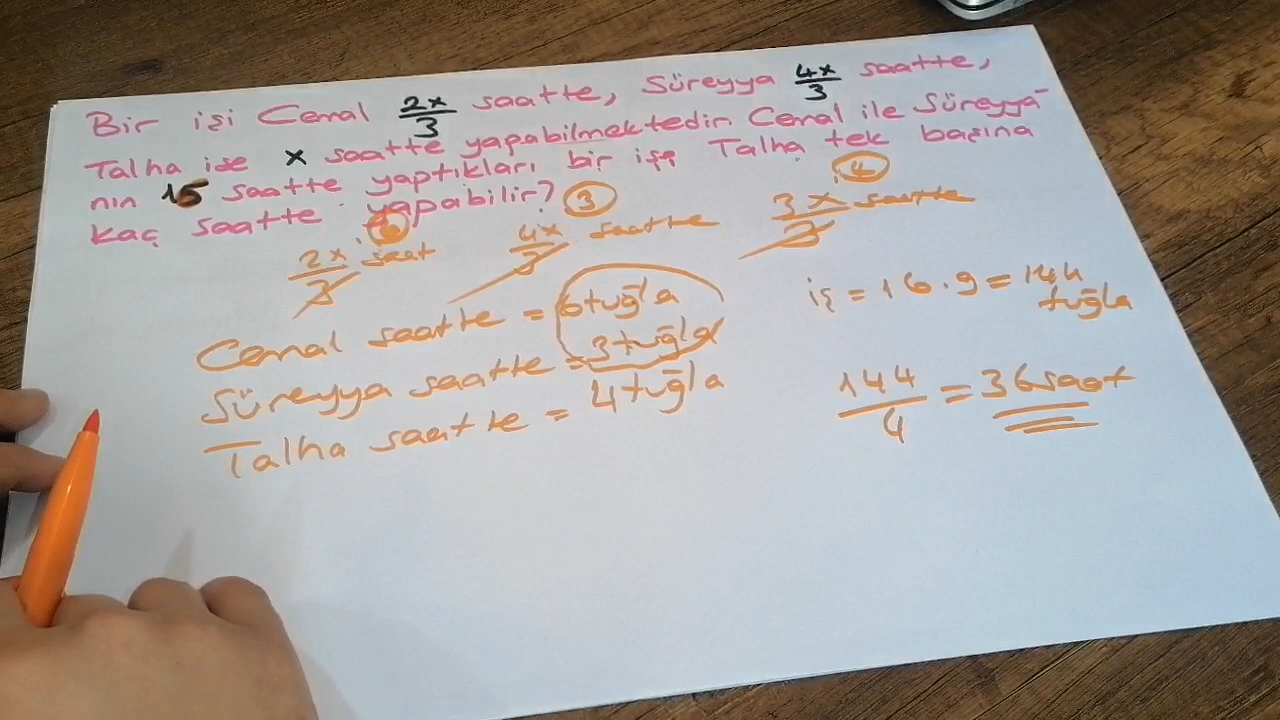 Bir işi Cemal 2x/3 saatte, Süreyya 4x/3 saatte,
Talha ise x saatte yapabilmektedir. Cemal ile Süreyya-
nın 15 saatte yaptıkları bir işi Talha tek başına
kaç saatte yapabilir?
6 3 4
2x/3 saat 4x/3 saatte 3x/3 saatte
Cemal saatte = 6 tuğla
Süreyya saatte = 3 tuğla
Talha saatte = 4 tuğla
iş = 16.9 = 144
tuğla
144/4 = 36 saat